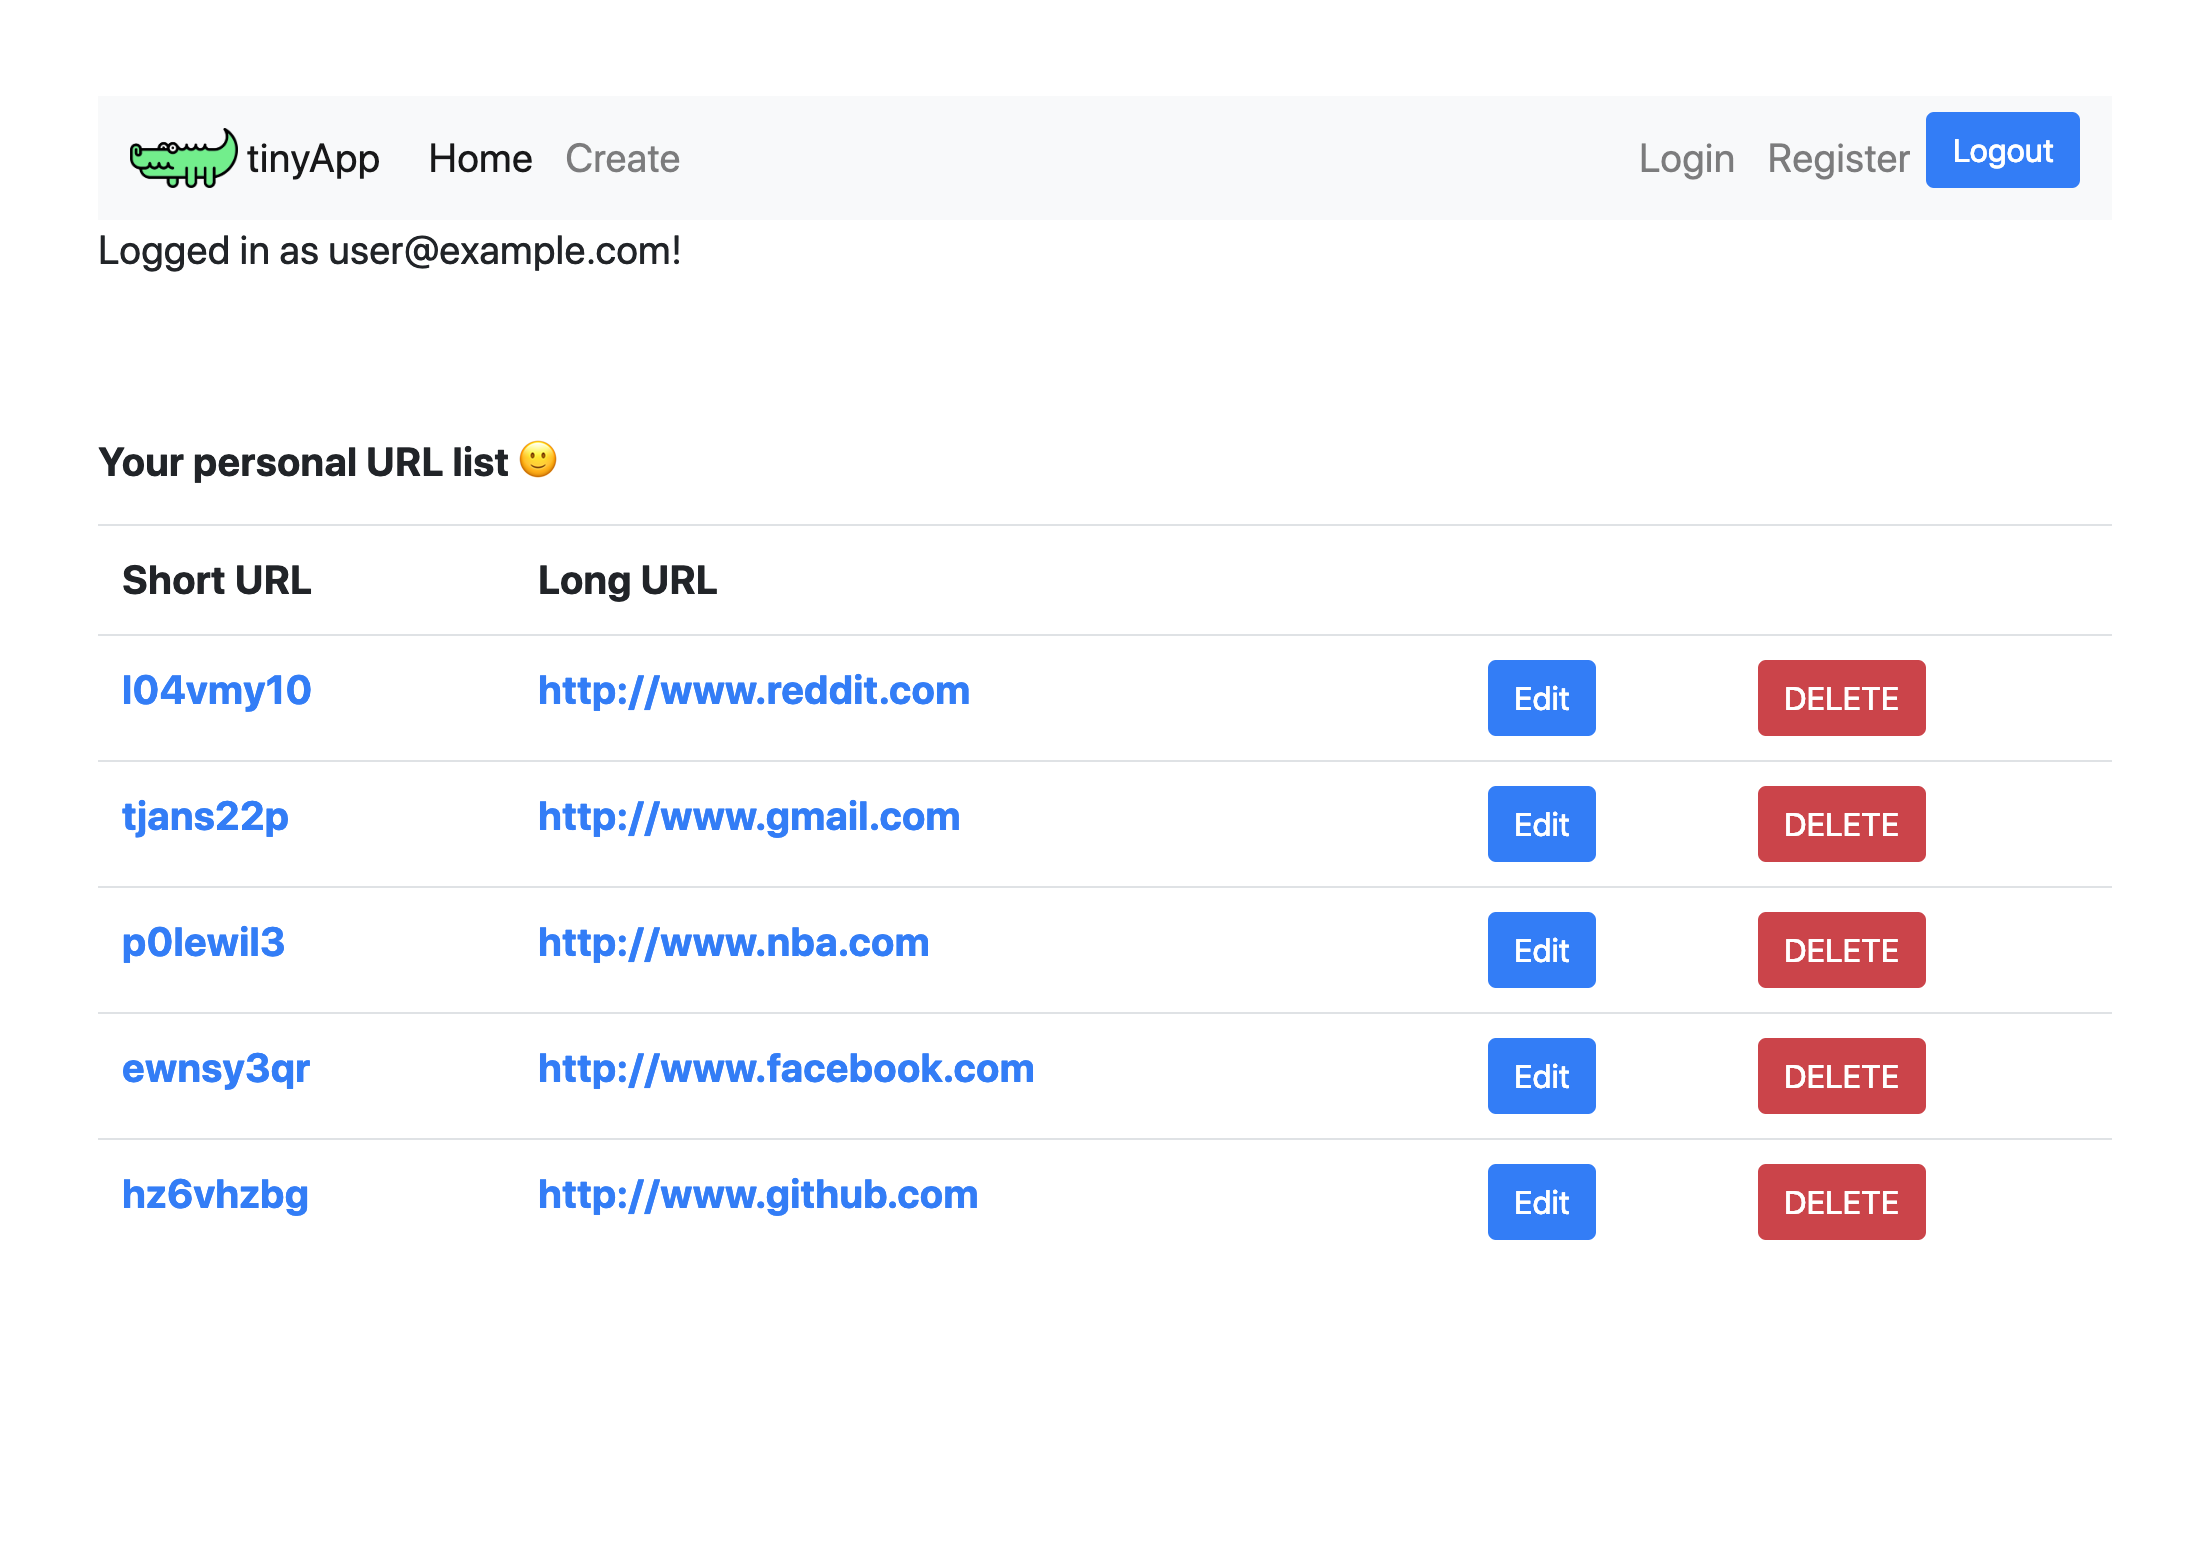 tinyApp Home Create Login Register Logout
Logged in as user@example.com!
Your personal URL list 🙂
Short URL Long URL
l04vmy10 http://www.reddit.com Edit DELETE
tjans22p http://www.gmail.com Edit DELETE
p0lewil3 http://www.nba.com Edit DELETE
ewnsy3qr http://www.facebook.com Edit DELETE
hz6vhzbg http://www.github.com Edit DELETE